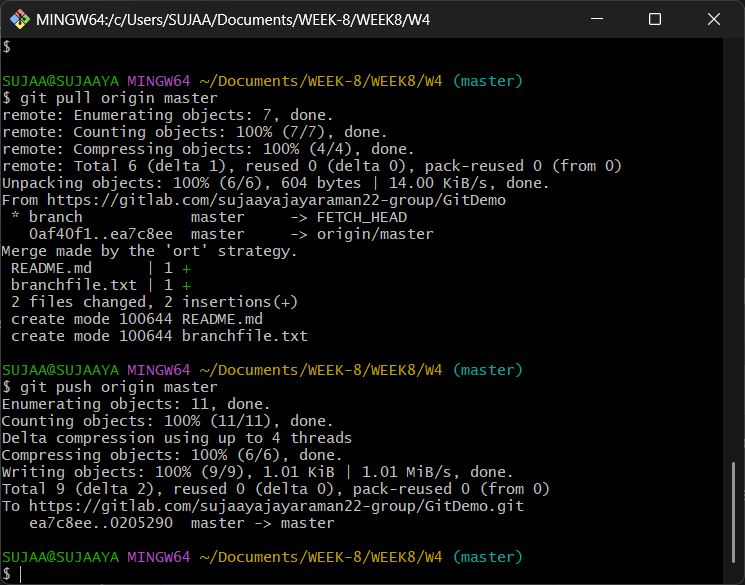 MINGW64:/c/Users/SUJAA/Documents/WEEK-8/WEEK8/W4
$
SUJAA@SUJAAYA MINGW64 ~/Documents/WEEK-8/WEEK8/W4 (master)
$ git pull origin master
remote: Enumerating objects: 7, done.
remote: Counting objects: 100% (7/7), done.
remote: Compressing objects: 100% (4/4), done.
remote: Total 6 (delta 1), reused 0 (delta 0), pack-reused 0 (from 0)
Unpacking objects: 100% (6/6), 604 bytes | 14.00 KiB/s, done.
From https://gitlab.com/sujaayajayaraman22-group/GitDemo
 * branch            master     -> FETCH_HEAD
   0af40f1..ea7c8ee  master     -> origin/master
Merge made by the 'ort' strategy.
 README.md      | 1 +
 branchfile.txt | 1 +
 2 files changed, 2 insertions(+)
 create mode 100644 README.md
 create mode 100644 branchfile.txt
SUJAA@SUJAAYA MINGW64 ~/Documents/WEEK-8/WEEK8/W4 (master)
$ git push origin master
Enumerating objects: 11, done.
Counting objects: 100% (11/11), done.
Delta compression using up to 4 threads
Compressing objects: 100% (6/6), done.
Writing objects: 100% (9/9), 1.01 KiB | 1.01 MiB/s, done.
Total 9 (delta 2), reused 0 (delta 0), pack-reused 0 (from 0)
To https://gitlab.com/sujaayajayaraman22-group/GitDemo.git
   ea7c8ee..0205290  master -> master
SUJAA@SUJAAYA MINGW64 ~/Documents/WEEK-8/WEEK8/W4 (master)
$